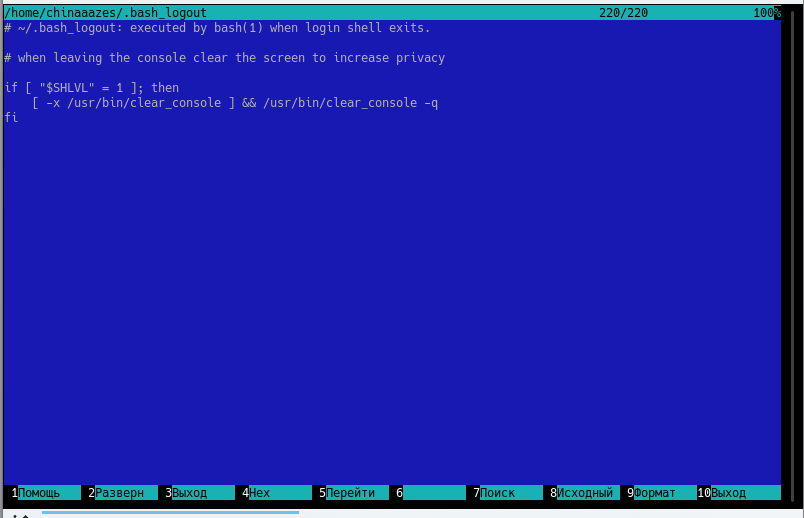 /home/chinaaazes/.bash_logout 220/220 100%
# ~/.bash_logout: executed by bash(1) when login shell exits.
# when leaving the console clear the screen to increase privacy
if [ "$SHLVL" = 1 ]; then
    [ -x /usr/bin/clear_console ] && /usr/bin/clear_console -q
fi
1Помощь 2Разверн 3Выход 4Hex 5Перейти 6 7Поиск 8Исходный 9Формат 10Выход